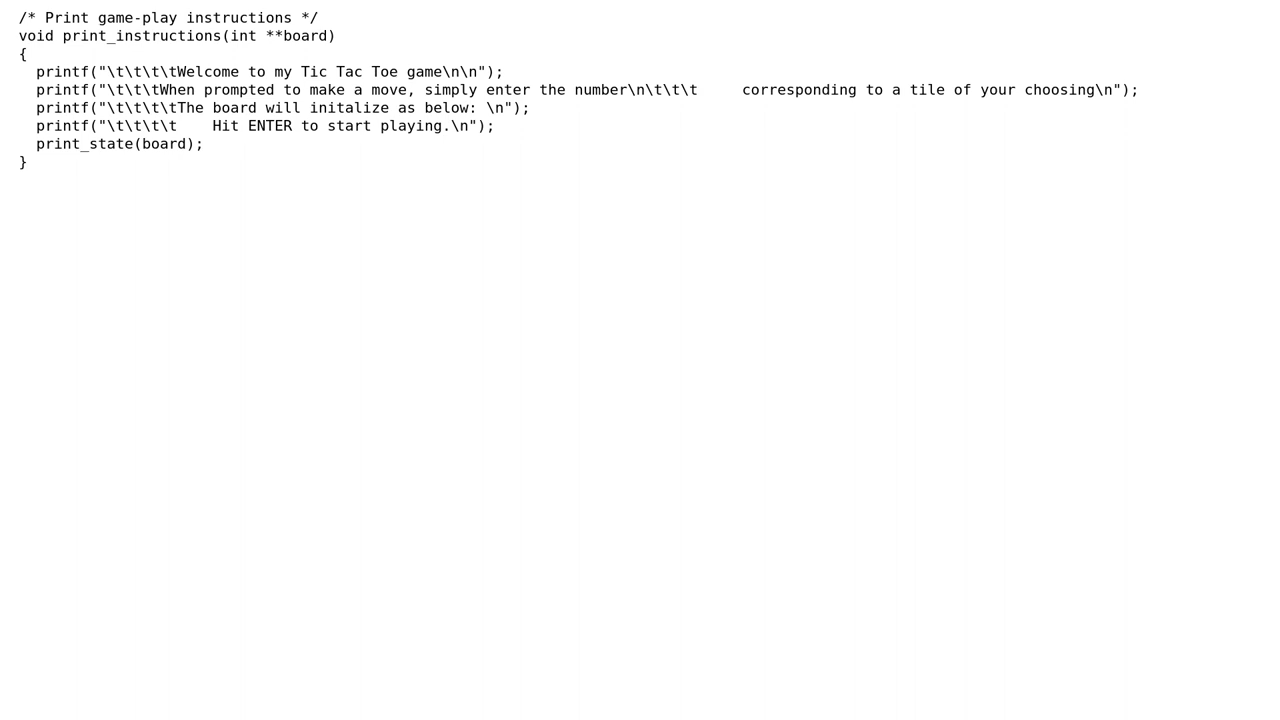 /* Print game-play instructions */
void print_instructions(int **board)
{
  printf("\t\t\t\tWelcome to my Tic Tac Toe game\n\n");
  printf("\t\t\tWhen prompted to make a move, simply enter the number\n\t\t\t     corresponding to a tile of your choosing\n");
  printf("\t\t\t\tThe board will initalize as below: \n");
  printf("\t\t\t\t    Hit ENTER to start playing.\n");
  print_state(board);
}